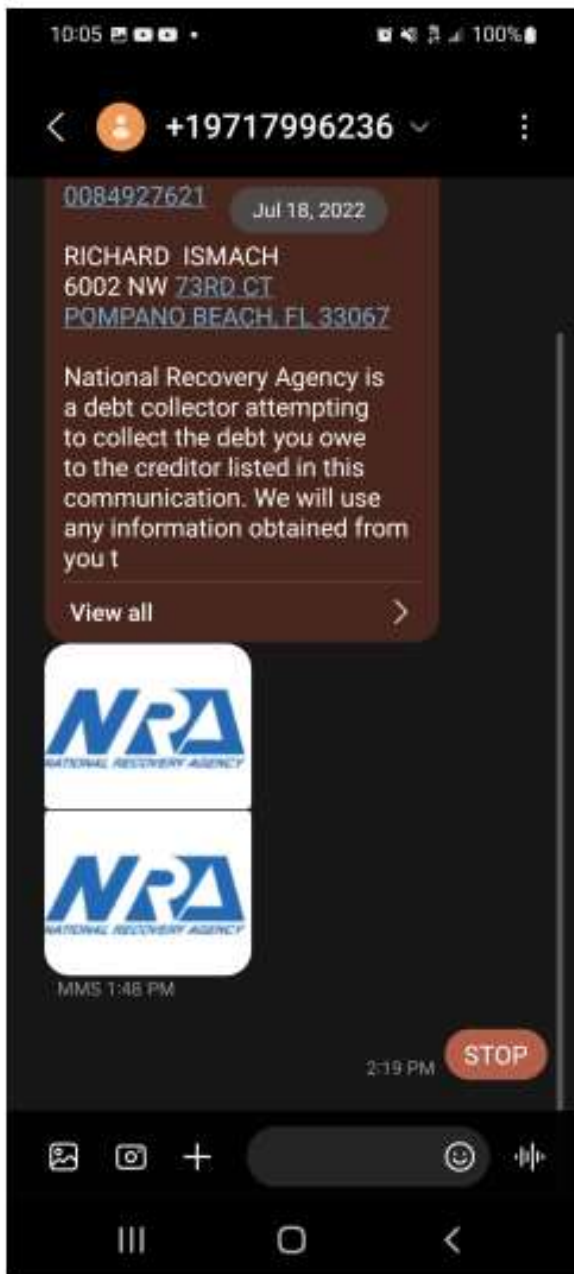 10:05
100%
+19717996236
0084927621
Jul 18, 2022
RICHARD ISMACH
6002 NW 73RD CT
POMPANO BEACH, FL 33067
National Recovery Agency is
a debt collector attempting
to collect the debt you owe
to the creditor listed in this
communication. We will use
any information obtained from
you t
View all
NRA
NATIONAL RECOVERY AGENCY
NRA
NATIONAL RECOVERY AGENCY
MMS 1:48 PM
2:19 PM
STOP